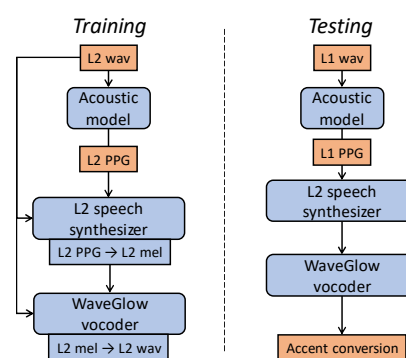 Training
L2 wav
Acoustic
model
L2 PPG
L2 speech
synthesizer
L2 PPG → L2 mel
WaveGlow
vocoder
L2 mel → L2 wav
Testing
L1 wav
Acoustic
model
L1 PPG
L2 speech
synthesizer
WaveGlow
vocoder
Accent conversion